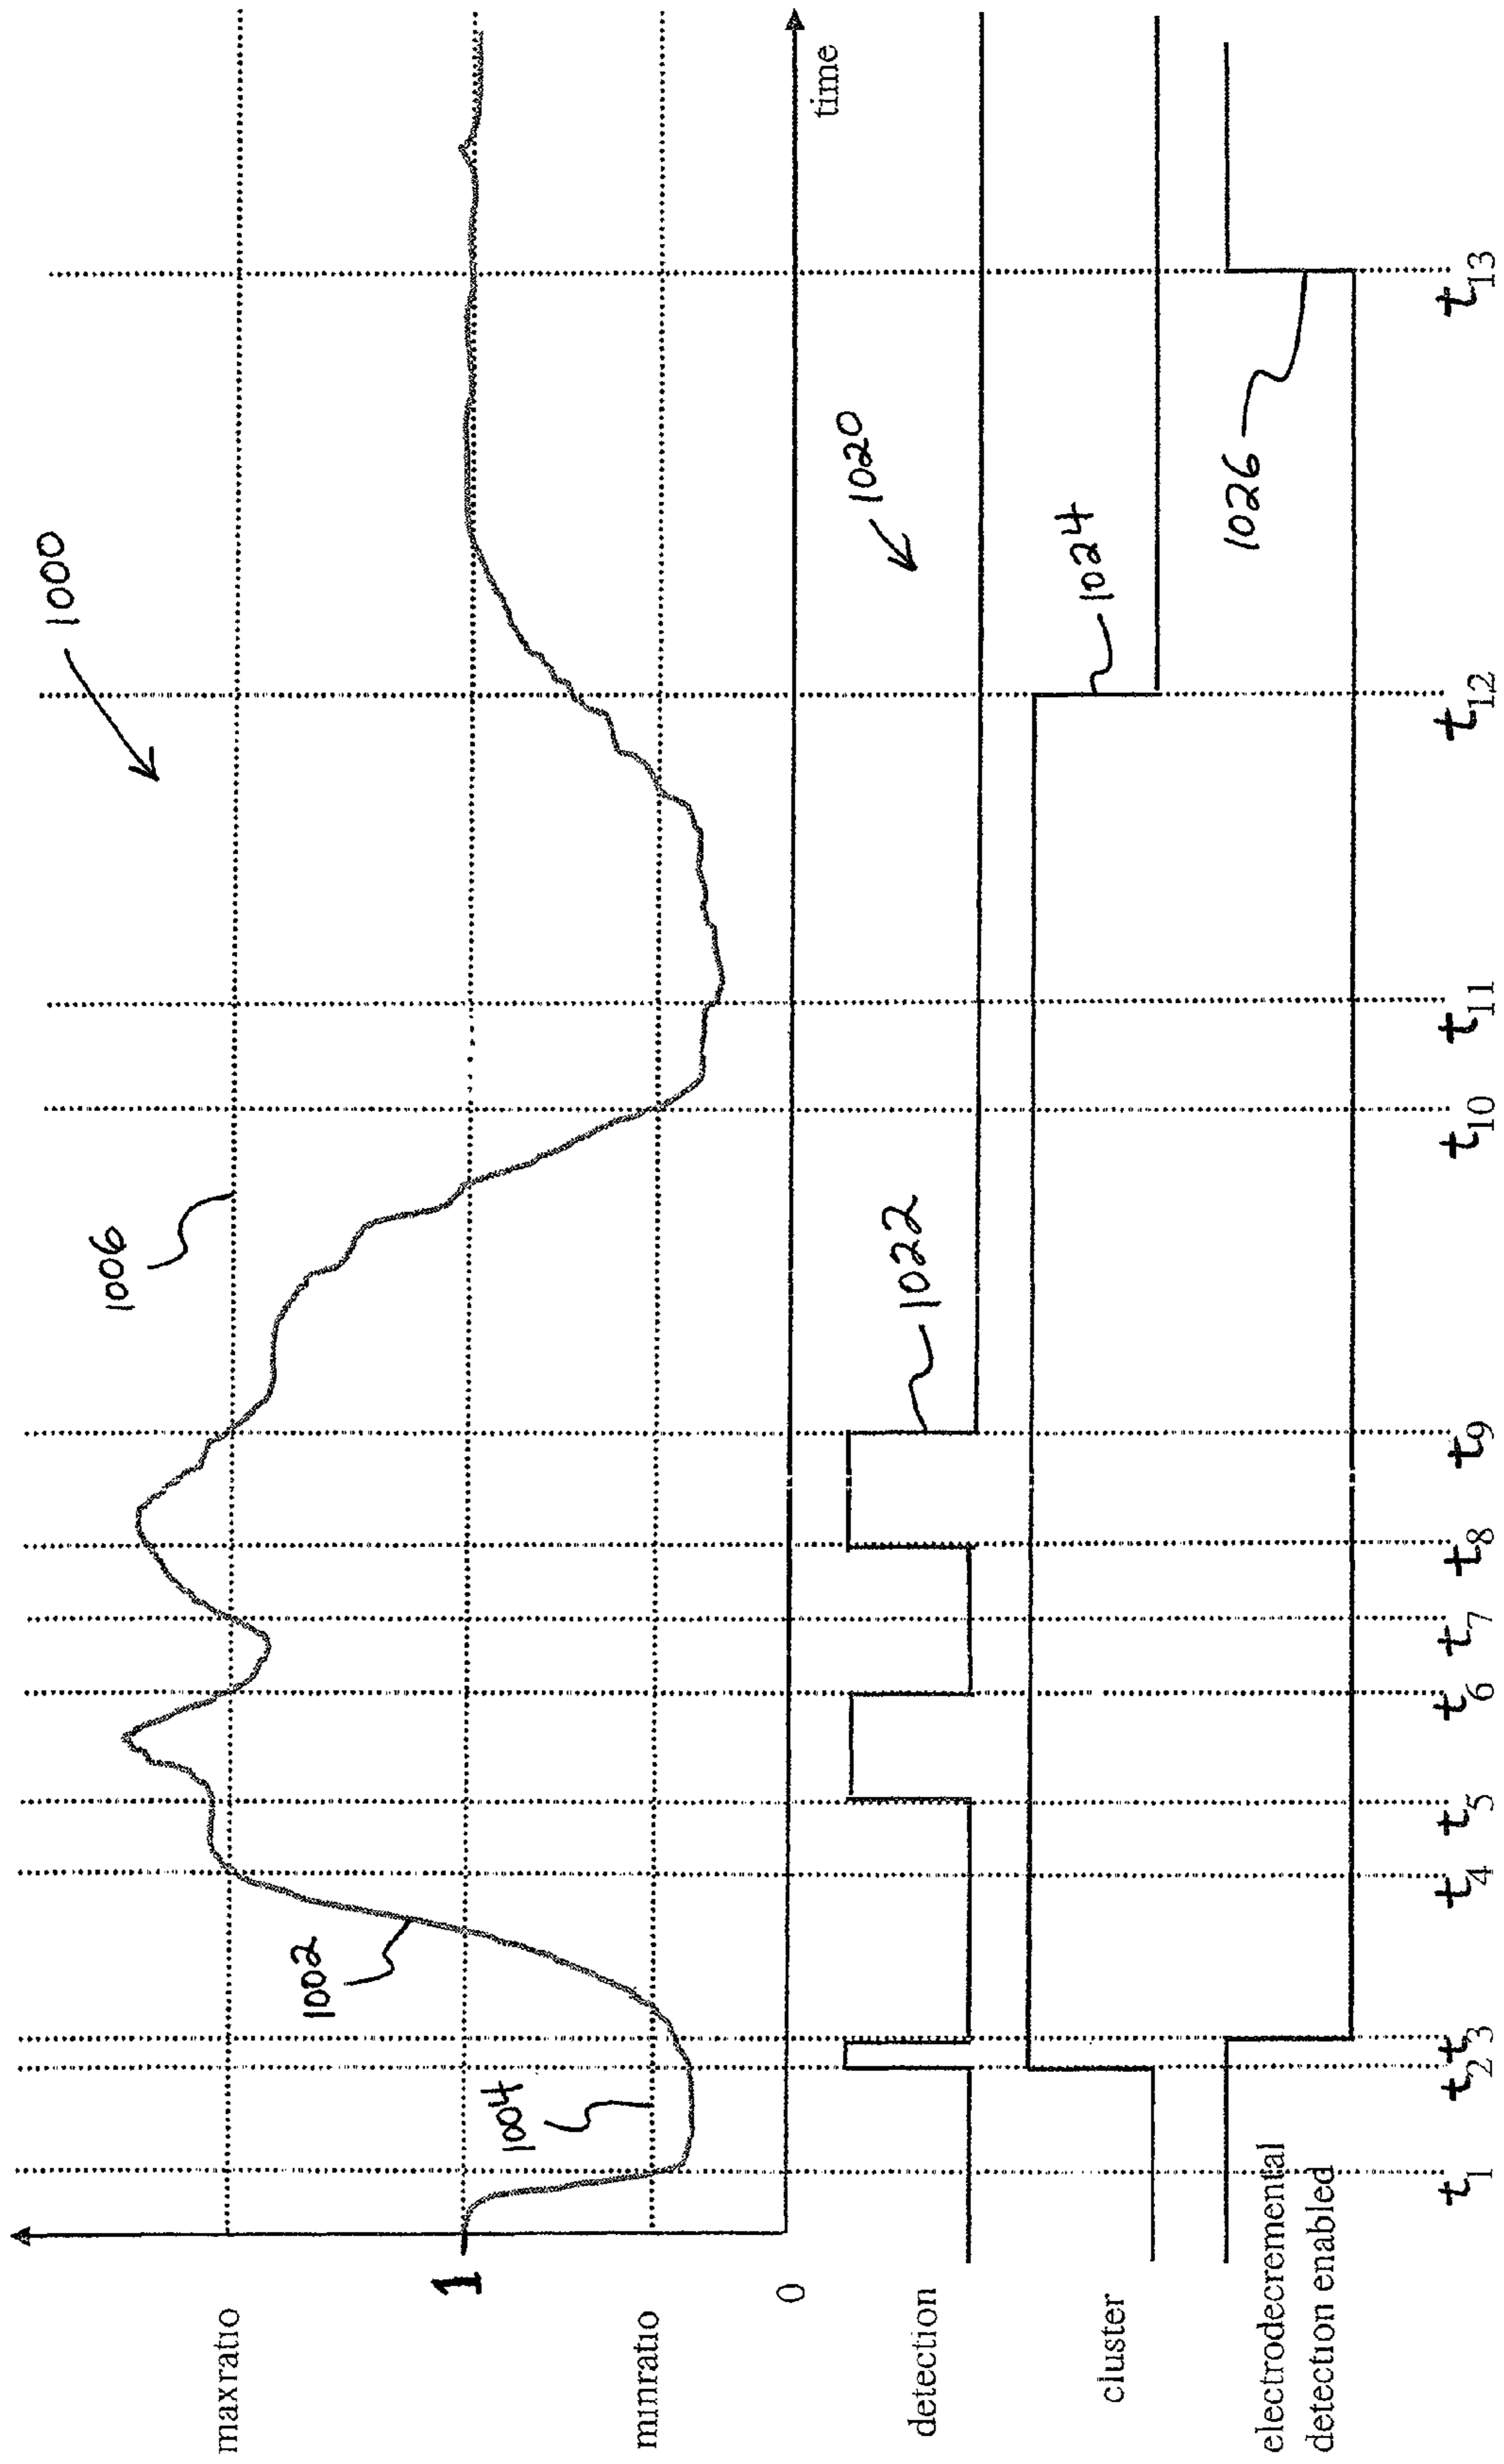 1000
1006
maxratio
1002
1
1004
minratio
0
time
1020
detection
1022
cluster
1024
electrodecremental
detection enabled
1026
t1 t2 t3 t4 t5 t6 t7 t8 t9 t10 t11 t12 t13